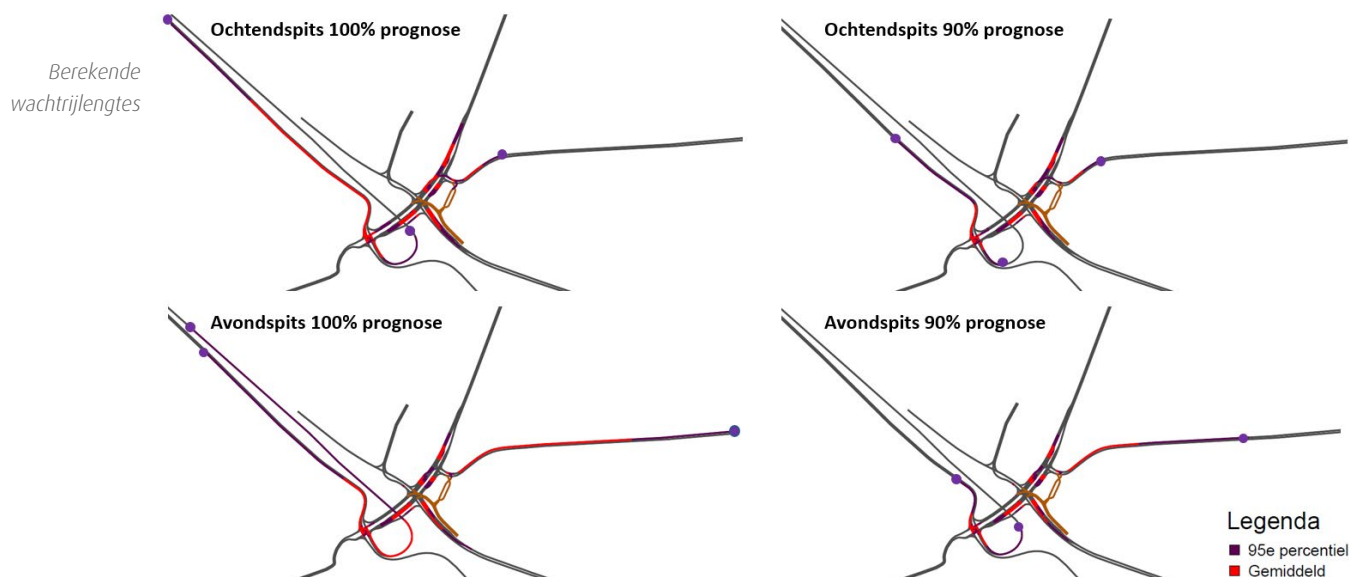 Berekende
wachtrijlengtes
Ochtendspits 100% prognose
Ochtendspits 90% prognose
Avondspits 100% prognose
Avondspits 90% prognose
Legenda
95e percentiel
Gemiddeld